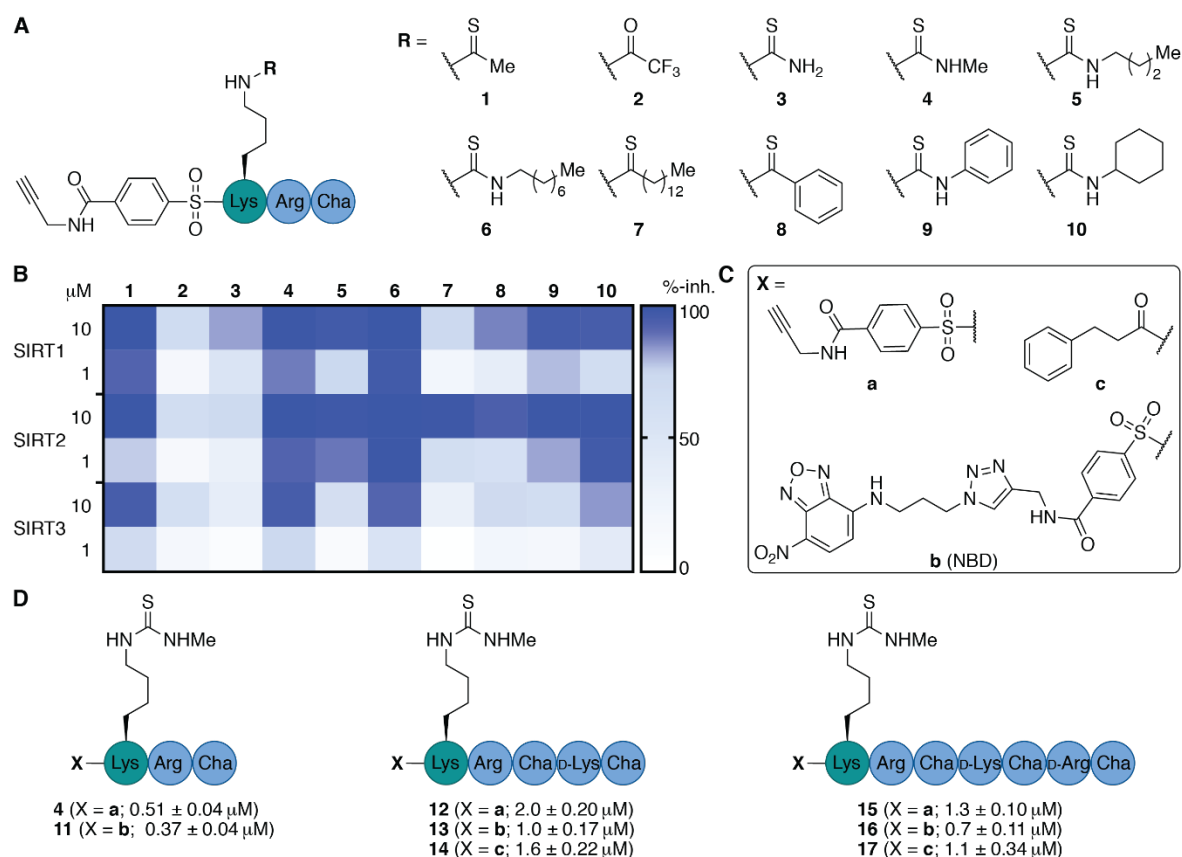 A
R =
S
Me
1
O
CF3
2
S
NH2
3
S
NHMe
4
S
N
H
( )2
Me
5
S
N
H
( )6
Me
6
S
( )12
Me
7
S
8
S
N
H
9
S
N
H
10
HN
R
O
NH
O
S
O
Lys Arg Cha
B
μM 1 2 3 4 5 6 7 8 9 10 %-inh.
SIRT1
10
1
SIRT2
10
1
SIRT3
10
1
100
50
0
C
X =
O
NH
O
S
O
a
O
c
O
N
N
O2N
H
N
N
N
N
NH
O
O
S
O
b (NBD)
D
S
HN NHMe
X Lys Arg Cha
4 (X = a; 0.51 ± 0.04 μM)
11 (X = b; 0.37 ± 0.04 μM)
S
HN NHMe
X Lys Arg Cha D-Lys Cha
12 (X = a; 2.0 ± 0.20 μM)
13 (X = b; 1.0 ± 0.17 μM)
14 (X = c; 1.6 ± 0.22 μM)
S
HN NHMe
X Lys Arg Cha D-Lys Cha D-Arg Cha
15 (X = a; 1.3 ± 0.10 μM)
16 (X = b; 0.7 ± 0.11 μM)
17 (X = c; 1.1 ± 0.34 μM)